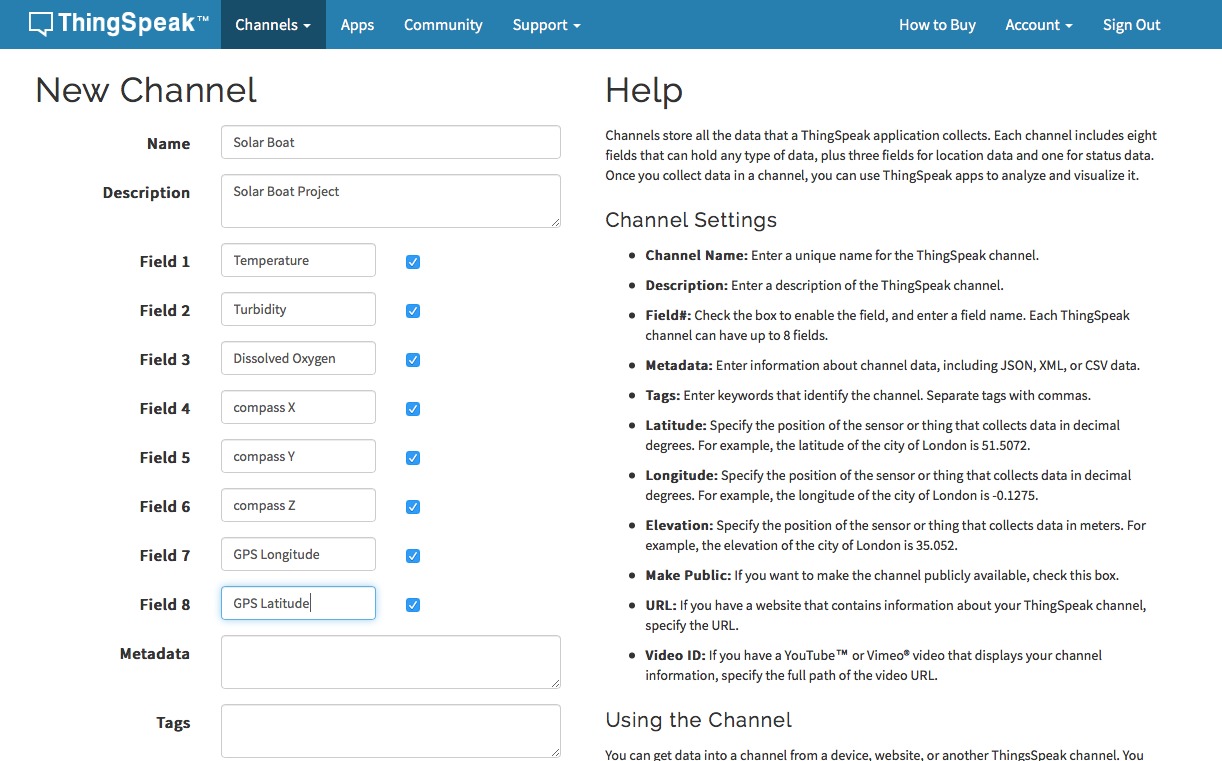 ThingSpeak™ Channels Apps Community Support How to Buy Account Sign Out
New Channel
Name Solar Boat
Description Solar Boat Project
Field 1 Temperature
Field 2 Turbidity
Field 3 Dissolved Oxygen
Field 4 compass X
Field 5 compass Y
Field 6 compass Z
Field 7 GPS Longitude
Field 8 GPS Latitude
Metadata
Tags
Help
Channels store all the data that a ThingSpeak application collects. Each channel includes eight
fields that can hold any type of data, plus three fields for location data and one for status data.
Once you collect data in a channel, you can use ThingSpeak apps to analyze and visualize it.
Channel Settings
• Channel Name: Enter a unique name for the ThingSpeak channel.
• Description: Enter a description of the ThingSpeak channel.
• Field#: Check the box to enable the field, and enter a field name. Each ThingSpeak
channel can have up to 8 fields.
• Metadata: Enter information about channel data, including JSON, XML, or CSV data.
• Tags: Enter keywords that identify the channel. Separate tags with commas.
• Latitude: Specify the position of the sensor or thing that collects data in decimal
degrees. For example, the latitude of the city of London is 51.5072.
• Longitude: Specify the position of the sensor or thing that collects data in decimal
degrees. For example, the longitude of the city of London is -0.1275.
• Elevation: Specify the position of the sensor or thing that collects data in meters. For
example, the elevation of the city of London is 35.052.
• Make Public: If you want to make the channel publicly available, check this box.
• URL: If you have a website that contains information about your ThingSpeak channel,
specify the URL.
• Video ID: If you have a YouTube™ or Vimeo® video that displays your channel
information, specify the full path of the video URL.
Using the Channel
You can get data into a channel from a device, website, or another ThingsSpeak channel. You